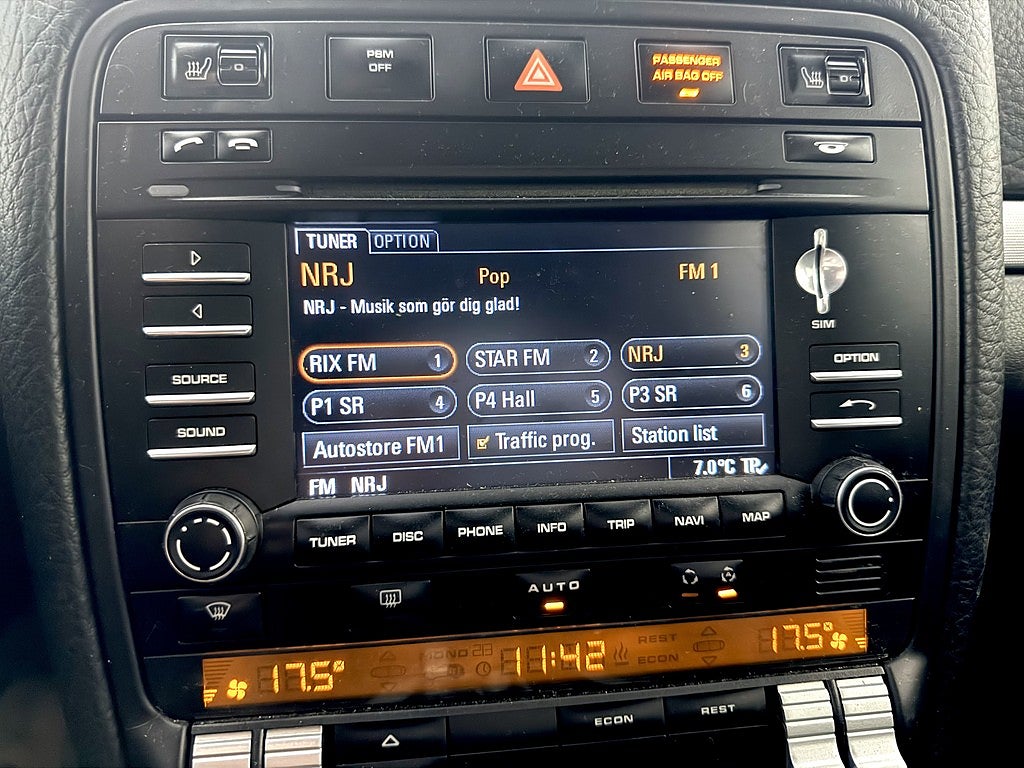 PSM
OFF
PASSENGER
AIR BAG OFF
TUNER OPTION
NRJ Pop FM 1
NRJ - Musik som gör dig glad!
RIX FM 1 STAR FM 2 NRJ 3
P1 SR 4 P4 Hall 5 P3 SR 6
Autostore FM1 Traffic prog. Station list
FM NRJ 7.0°C TP
SIM
OPTION
SOURCE
SOUND
TUNER DISC PHONE INFO TRIP NAVI MAP
AUTO
MONO REST
ECON
17.5° 1:42 17.5°
ECON REST